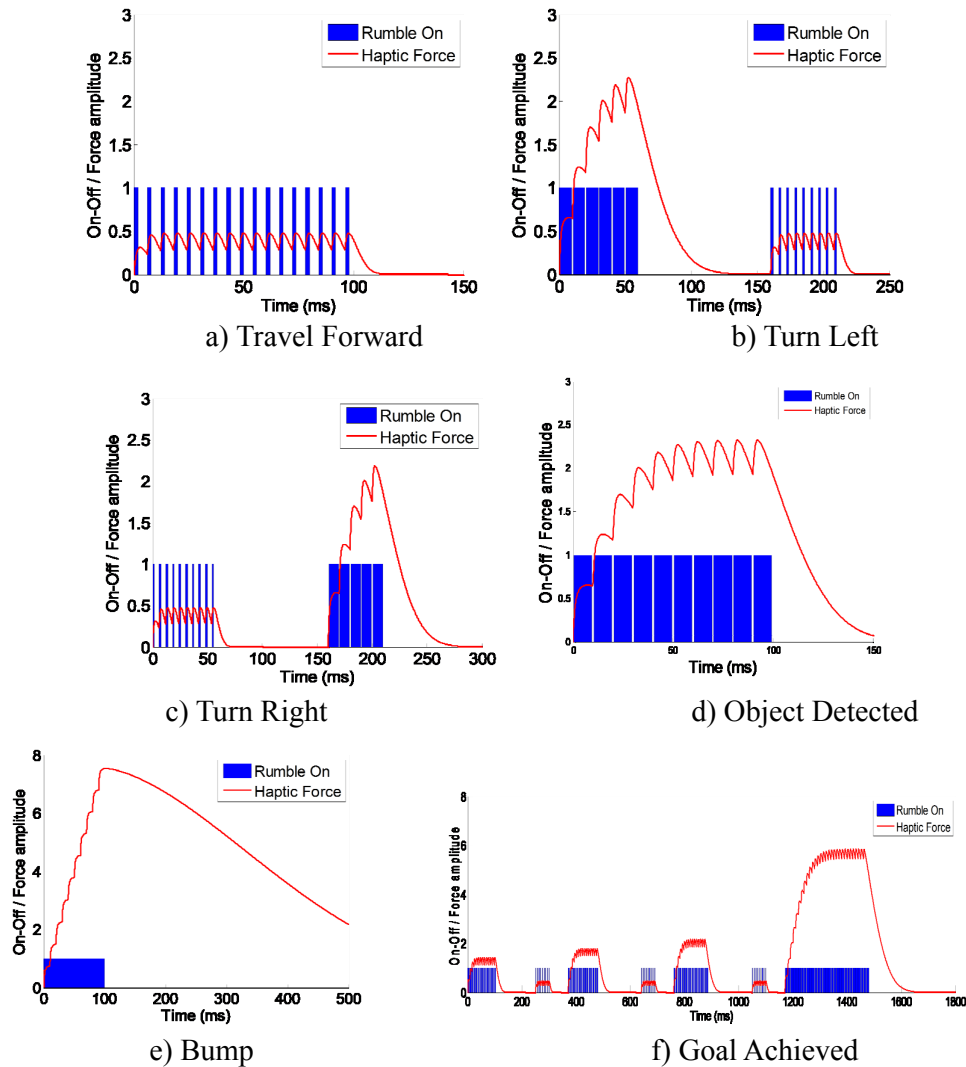 3
2.5
2
1.5
1
0.5
0
On-Off / Force amplitude
Rumble On
Haptic Force
0 50 100 150
Time (ms)
a) Travel Forward
3
2.5
2
1.5
1
0.5
0
On-Off / Force amplitude
Rumble On
Haptic Force
0 50 100 150 200 250
Time (ms)
b) Turn Left
3
2.5
2
1.5
1
0.5
0
On-Off / Force amplitude
Rumble On
Haptic Force
0 50 100 150 200 250 300
Time (ms)
c) Turn Right
3
2.5
2
1.5
1
0.5
0
On-Off / Force amplitude
Rumble On
Haptic Force
0 50 100 150
Time (ms)
d) Object Detected
8
6
4
2
0
On-Off / Force amplitude
Rumble On
Haptic Force
0 100 200 300 400 500
Time (ms)
e) Bump
8
6
4
2
0
On-Off / Force amplitude
Rumble On
Haptic Force
0 200 400 600 800 1000 1200 1400 1600 1800
Time (ms)
f) Goal Achieved